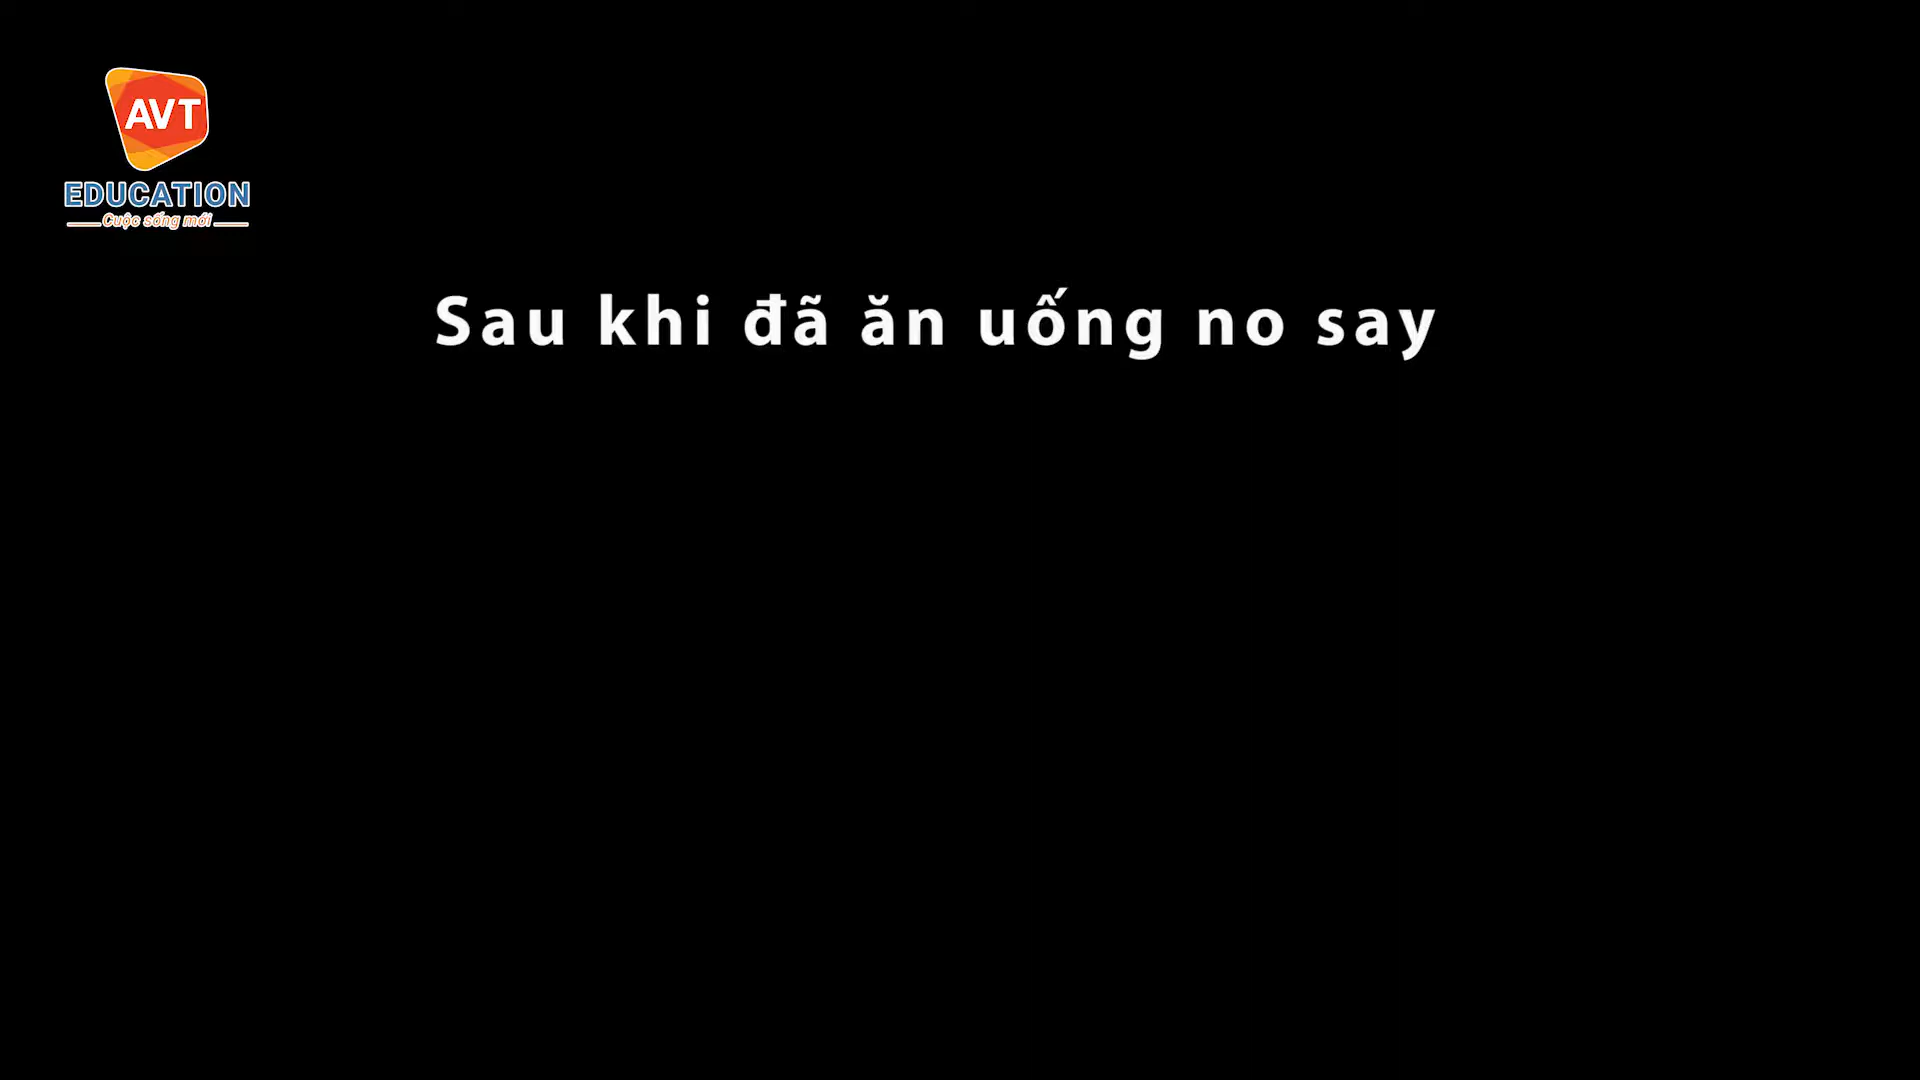 AVT
EDUCATION
Cuộc sống mới
Sau khi đã ăn uống no say